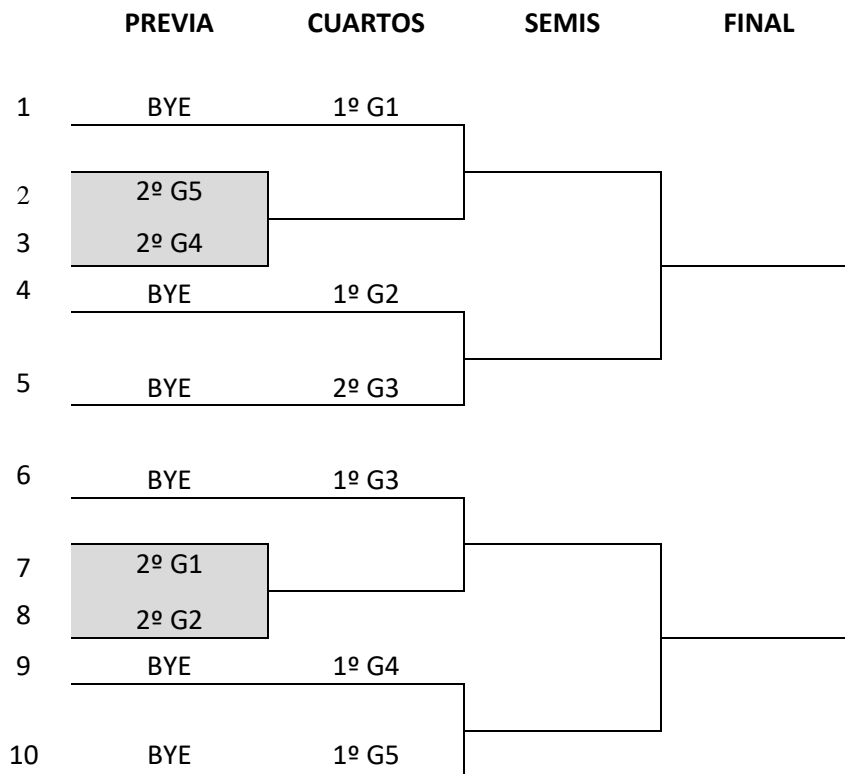 PREVIA CUARTOS SEMIS FINAL
1 BYE 1º G1
2 2º G5
3 2º G4
4 BYE 1º G2
5 BYE 2º G3
6 BYE 1º G3
7 2º G1
8 2º G2
9 BYE 1º G4
10 BYE 1º G5